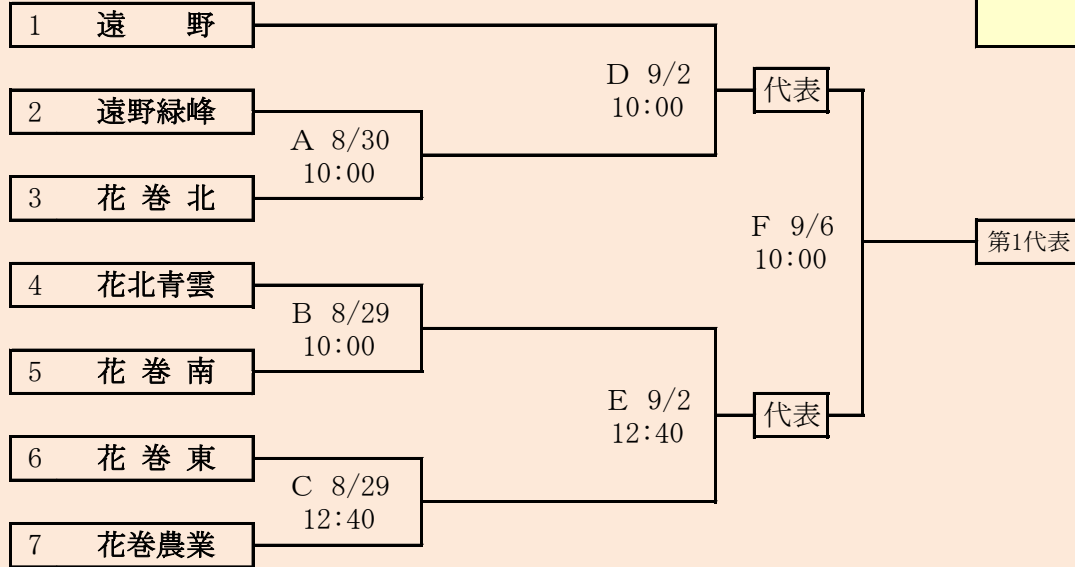 1 遠 野
2 遠野緑峰
3 花 巻 北
4 花北青雲
5 花 巻 南
6 花 巻 東
7 花巻農業
A 8/30
10:00
B 8/29
10:00
C 8/29
12:40
D 9/2
10:00
E 9/2
12:40
代表
代表
F 9/6
10:00
第1代表